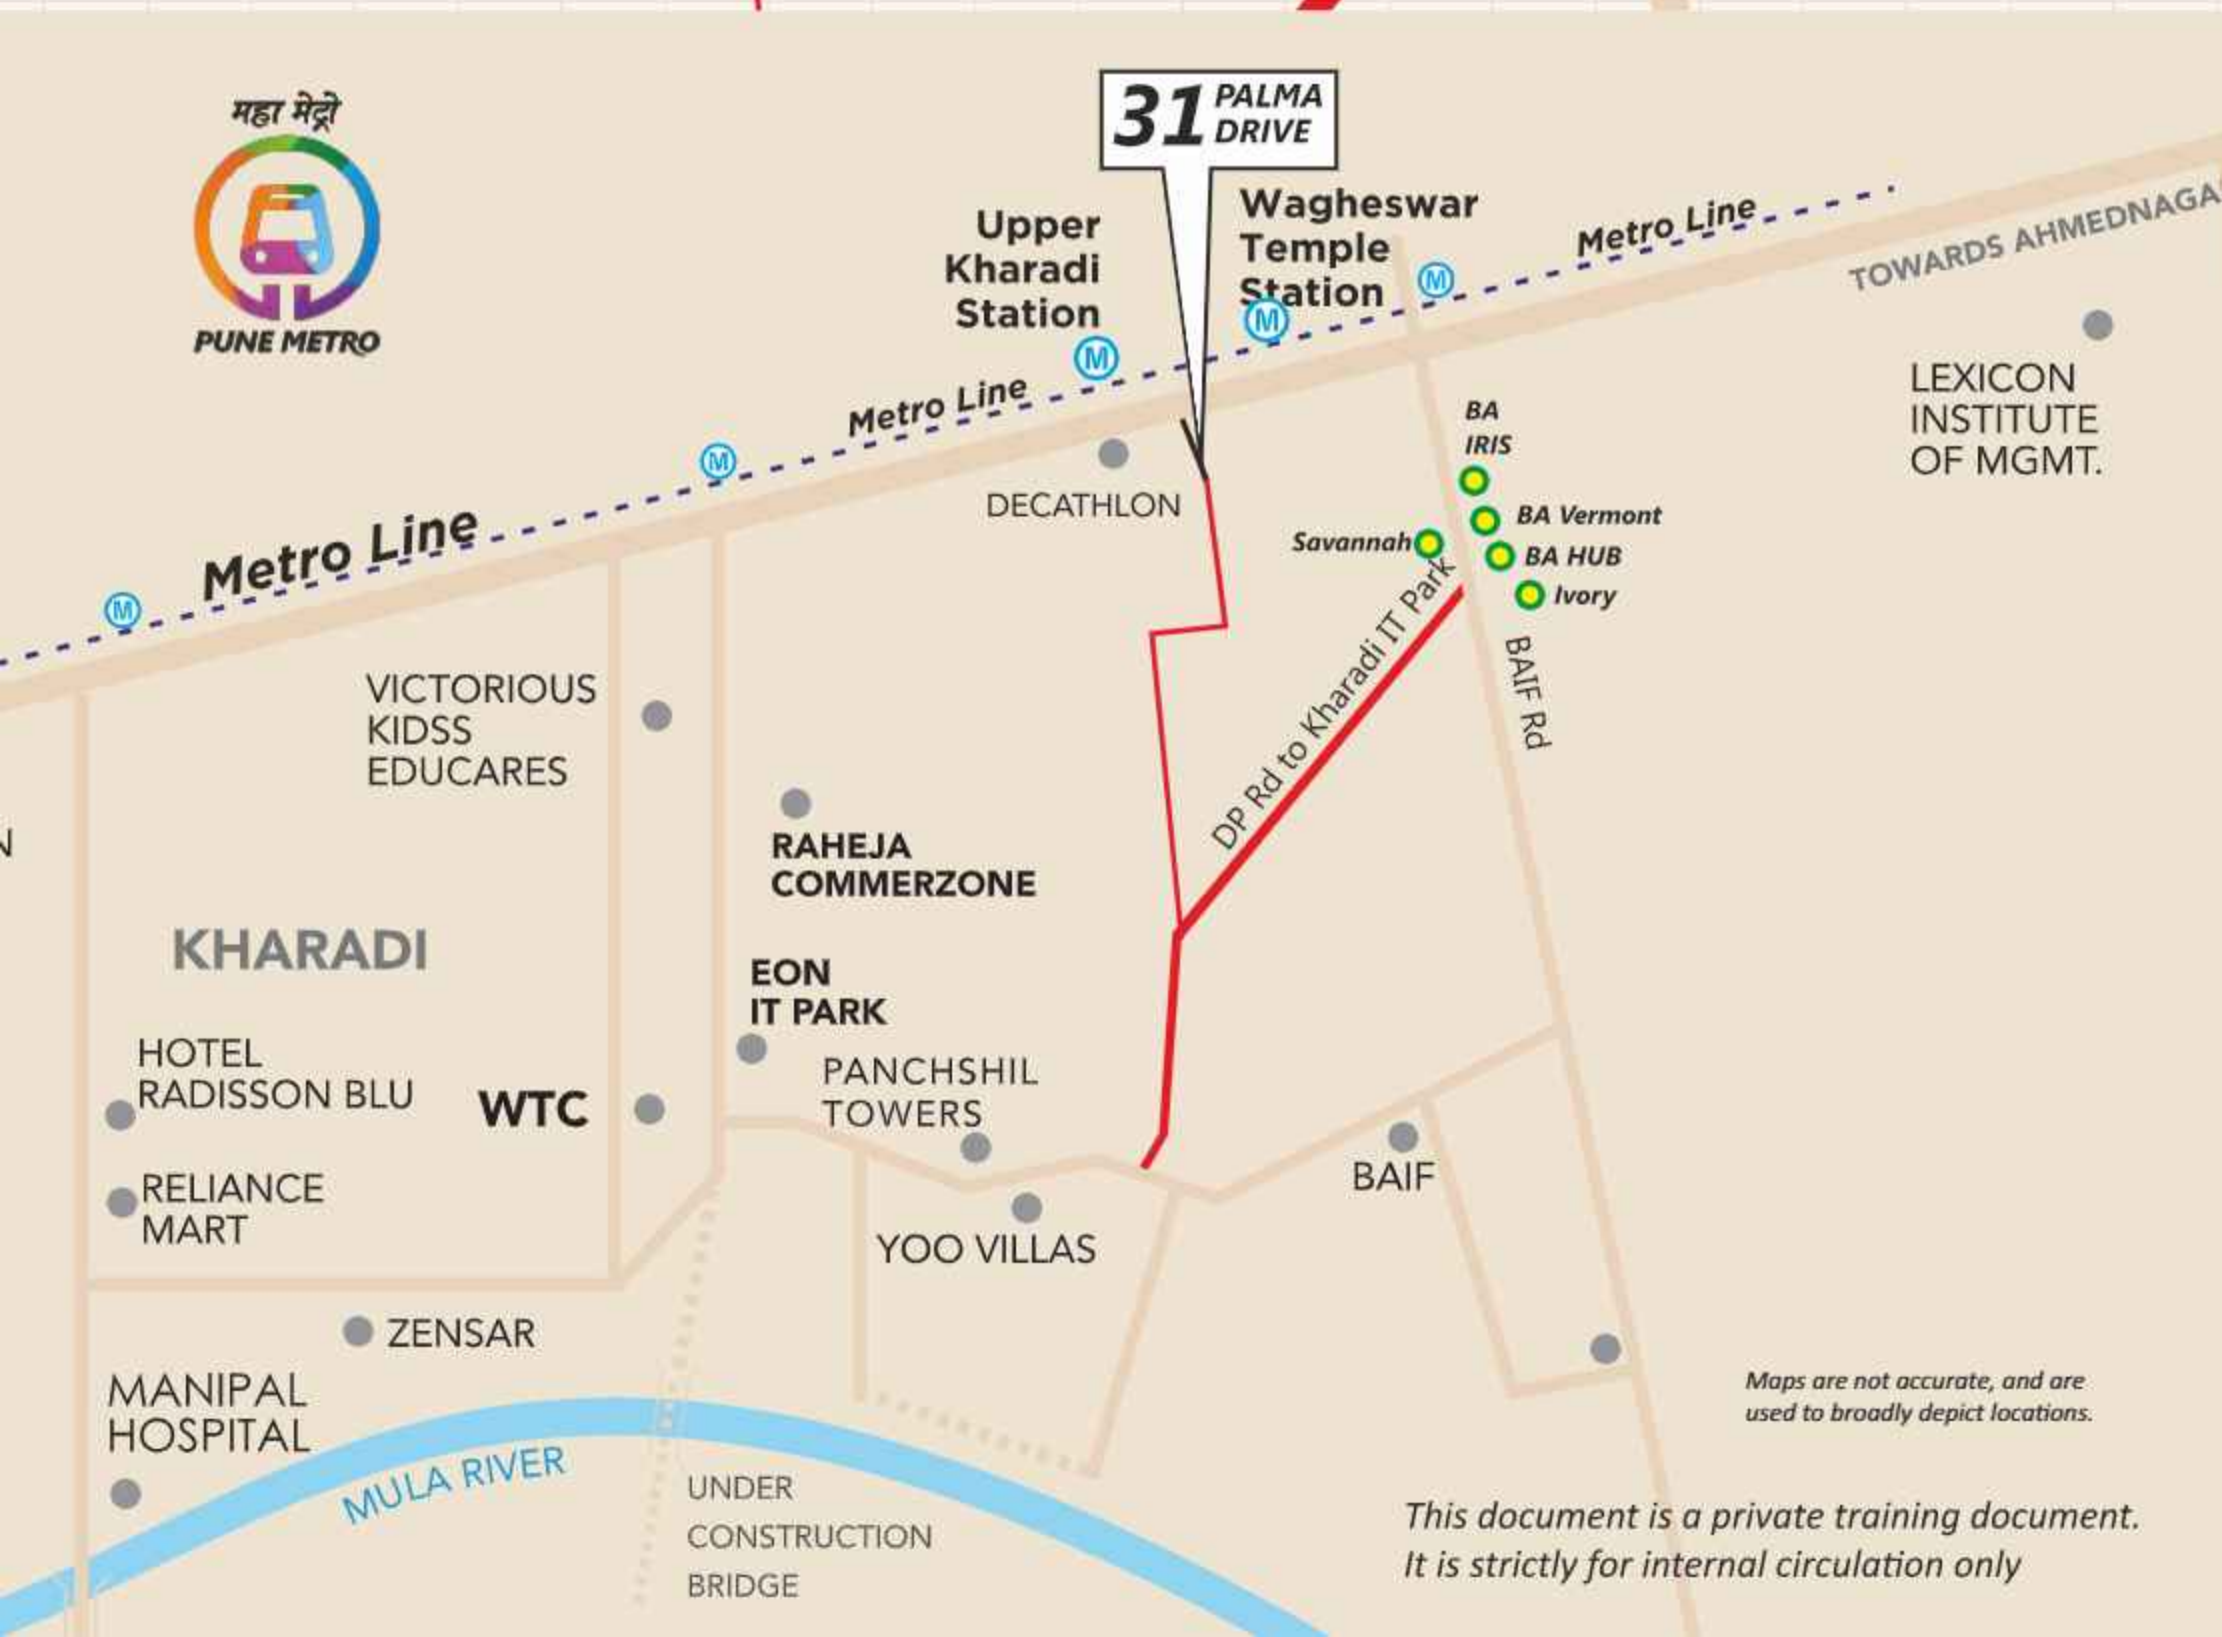 महा मेट्रो
PUNE METRO
31 PALMA
DRIVE
Upper
Kharadi
Station
Wagheswar
Temple
Station
M
M
M
M
M
Metro Line
Metro Line
Metro Line
TOWARDS AHMEDNAGA
LEXICON
INSTITUTE
OF MGMT.
DECATHLON
BA
IRIS
BA Vermont
Savannah
BA HUB
Ivory
DP Rd to Kharadi IT Park
BAIF Rd
VICTORIOUS
KIDSS
EDUCARES
N
RAHEJA
COMMERZONE
KHARADI
EON
IT PARK
HOTEL
RADISSON BLU
WTC
PANCHSHIL
TOWERS
RELIANCE
MART
YOO VILLAS
BAIF
ZENSAR
MANIPAL
HOSPITAL
MULA RIVER
UNDER
CONSTRUCTION
BRIDGE
Maps are not accurate, and are
used to broadly depict locations.
This document is a private training document.
It is strictly for internal circulation only